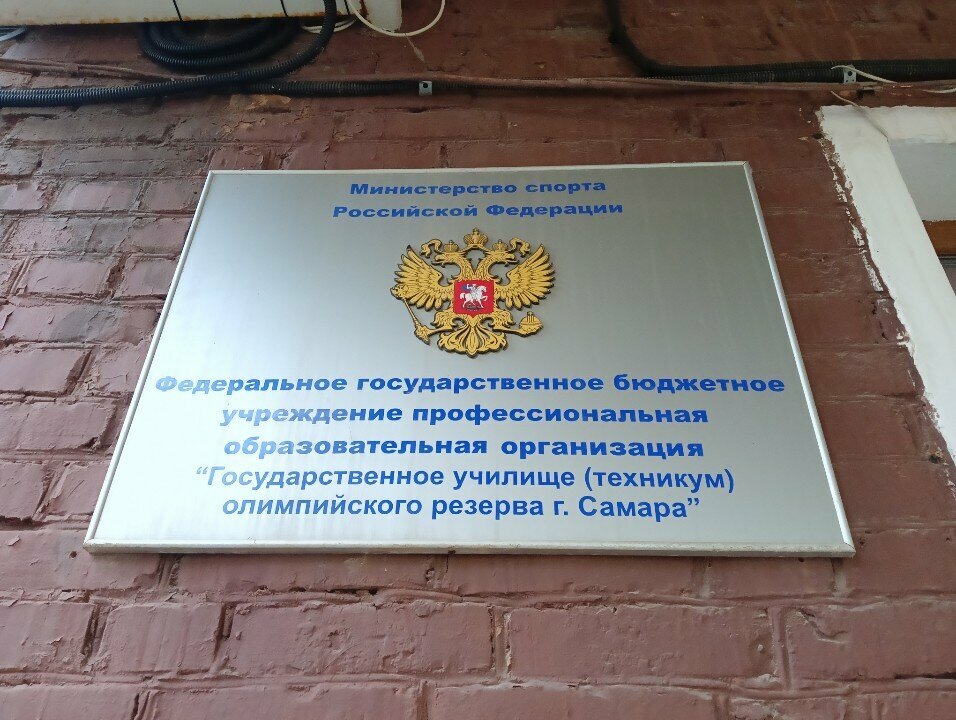 Министерство спорта
Российской Федерации
Федеральное государственное бюджетное
учреждение профессиональная
образовательная организация
“Государственное училище (техникум)
олимпийского резерва г. Самара”